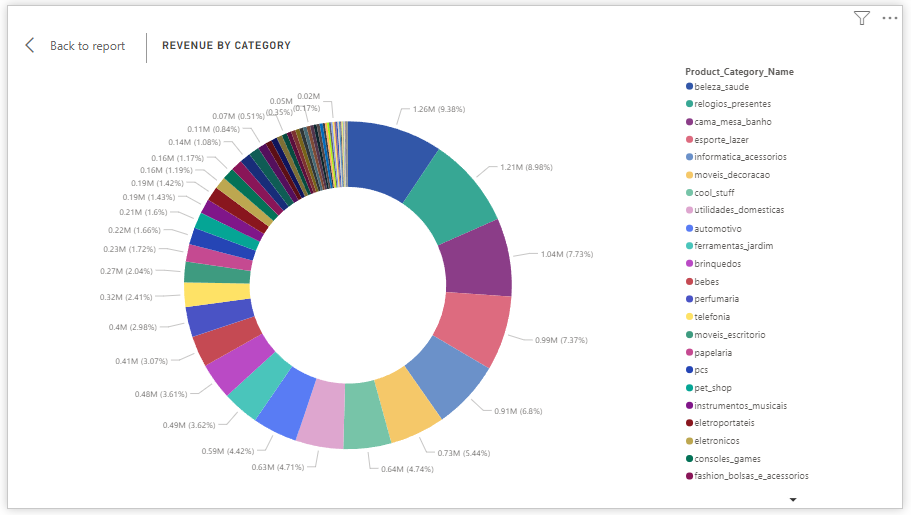 Back to report
REVENUE BY CATEGORY
Product_Category_Name
beleza_saude
relogios_presentes
cama_mesa_banho
esporte_lazer
informatica_acessorios
moveis_decoracao
cool_stuff
utilidades_domesticas
automotivo
ferramentas_jardim
brinquedos
bebes
perfumaria
telefonia
moveis_escritorio
papelaria
pcs
pet_shop
instrumentos_musicais
eletroportateis
eletronicos
consoles_games
fashion_bolsas_e_acessorios
1.26M (9.38%)
1.21M (8.98%)
1.04M (7.73%)
0.99M (7.37%)
0.91M (6.8%)
0.73M (5.44%)
0.64M (4.74%)
0.63M (4.71%)
0.59M (4.42%)
0.49M (3.62%)
0.48M (3.61%)
0.41M (3.07%)
0.4M (2.98%)
0.32M (2.41%)
0.27M (2.04%)
0.23M (1.72%)
0.22M (1.66%)
0.21M (1.6%)
0.19M (1.43%)
0.19M (1.42%)
0.16M (1.19%)
0.16M (1.17%)
0.14M (1.08%)
0.11M (0.84%)
0.07M (0.51%)
0.05M
(0.35%)
0.02M
(0.17%)